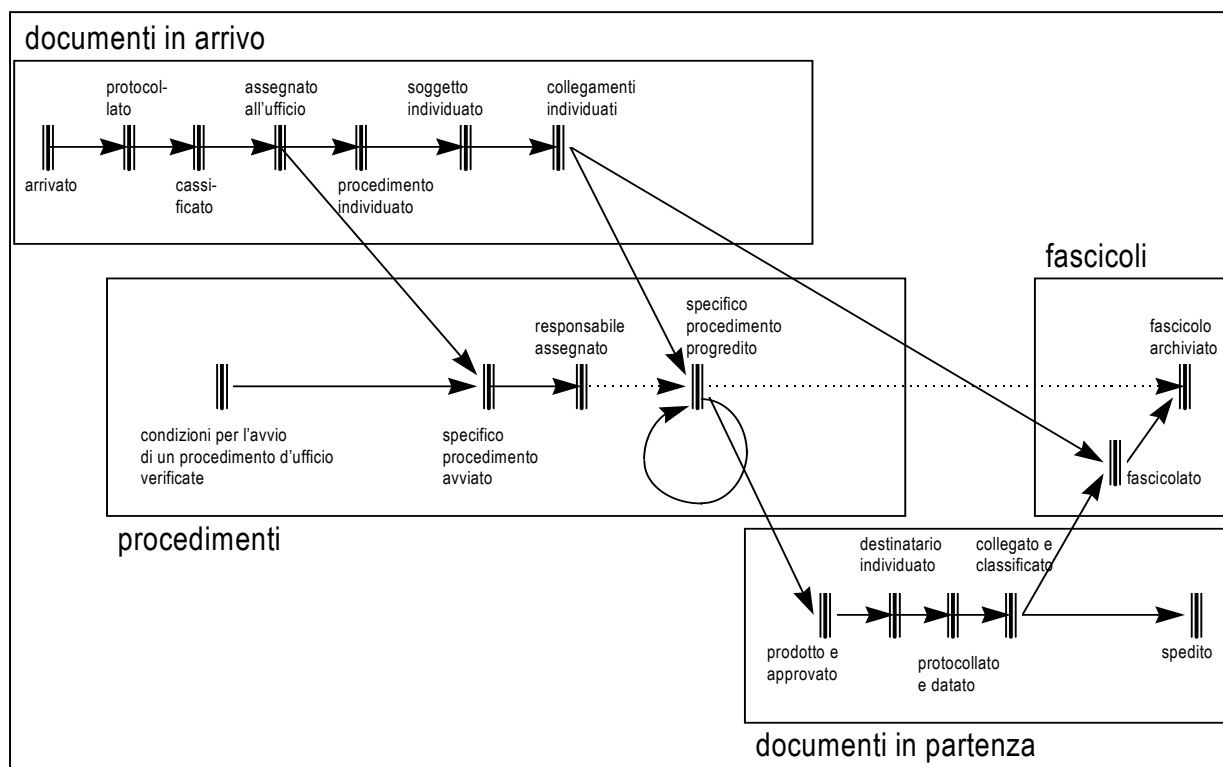 documenti in arrivo
protocol-
lato
assegnato
all'ufficio
soggetto
individuato
collegamenti
individuati
arrivato
cassi-
ficato
procedimento
individuato
fascicoli
responsabile
assegnato
specifico
procedimento
progredito
fascicolo
archiviato
condizioni per l'avvio
di un procedimento d'ufficio
verificate
specifico
procedimento
avviato
fascicolato
procedimenti
destinatario
individuato
collegato e
classificato
prodotto e
approvato
protocollato
e datato
spedito
documenti in partenza